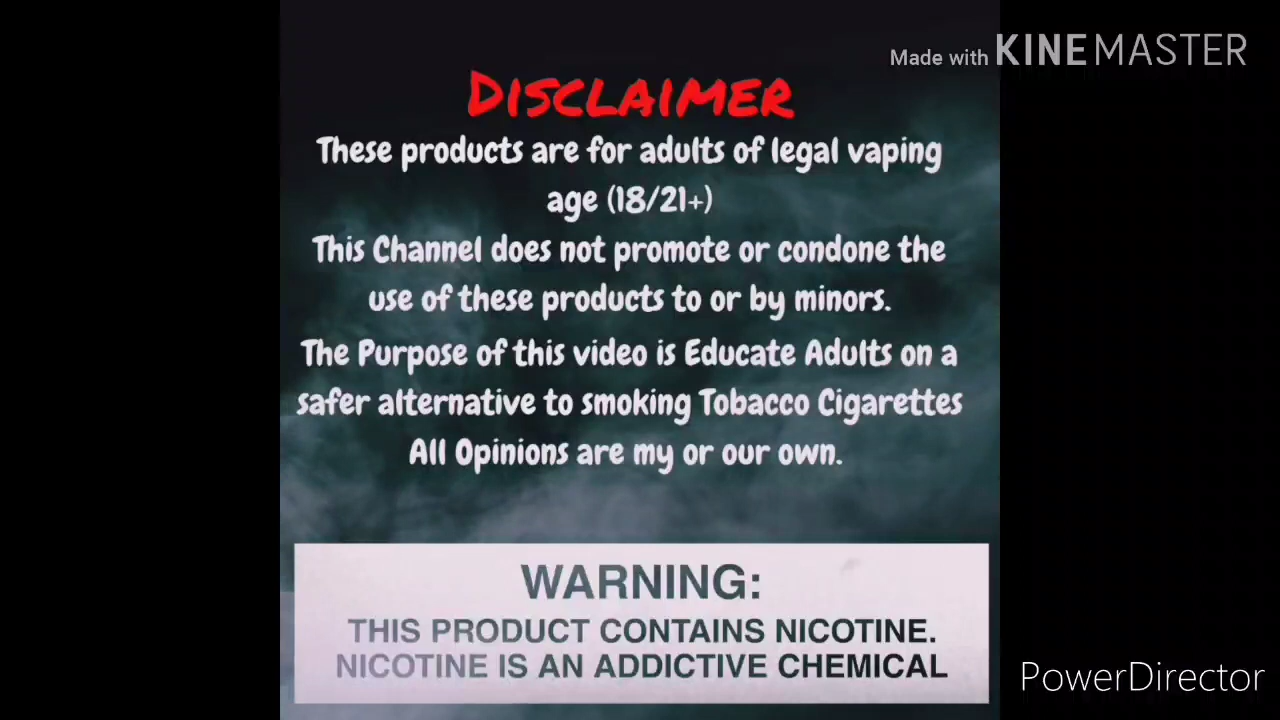 Made with KINEMASTER
DISCLAIMER
These products are for adults of legal vaping
age (18/21+)
This Channel does not promote or condone the
use of these products to or by minors.
The Purpose of this video is Educate Adults on a
safer alternative to smoking Tobacco Cigarettes
All Opinions are my or our own.
WARNING:
THIS PRODUCT CONTAINS NICOTINE.
NICOTINE IS AN ADDICTIVE CHEMICAL
PowerDirector